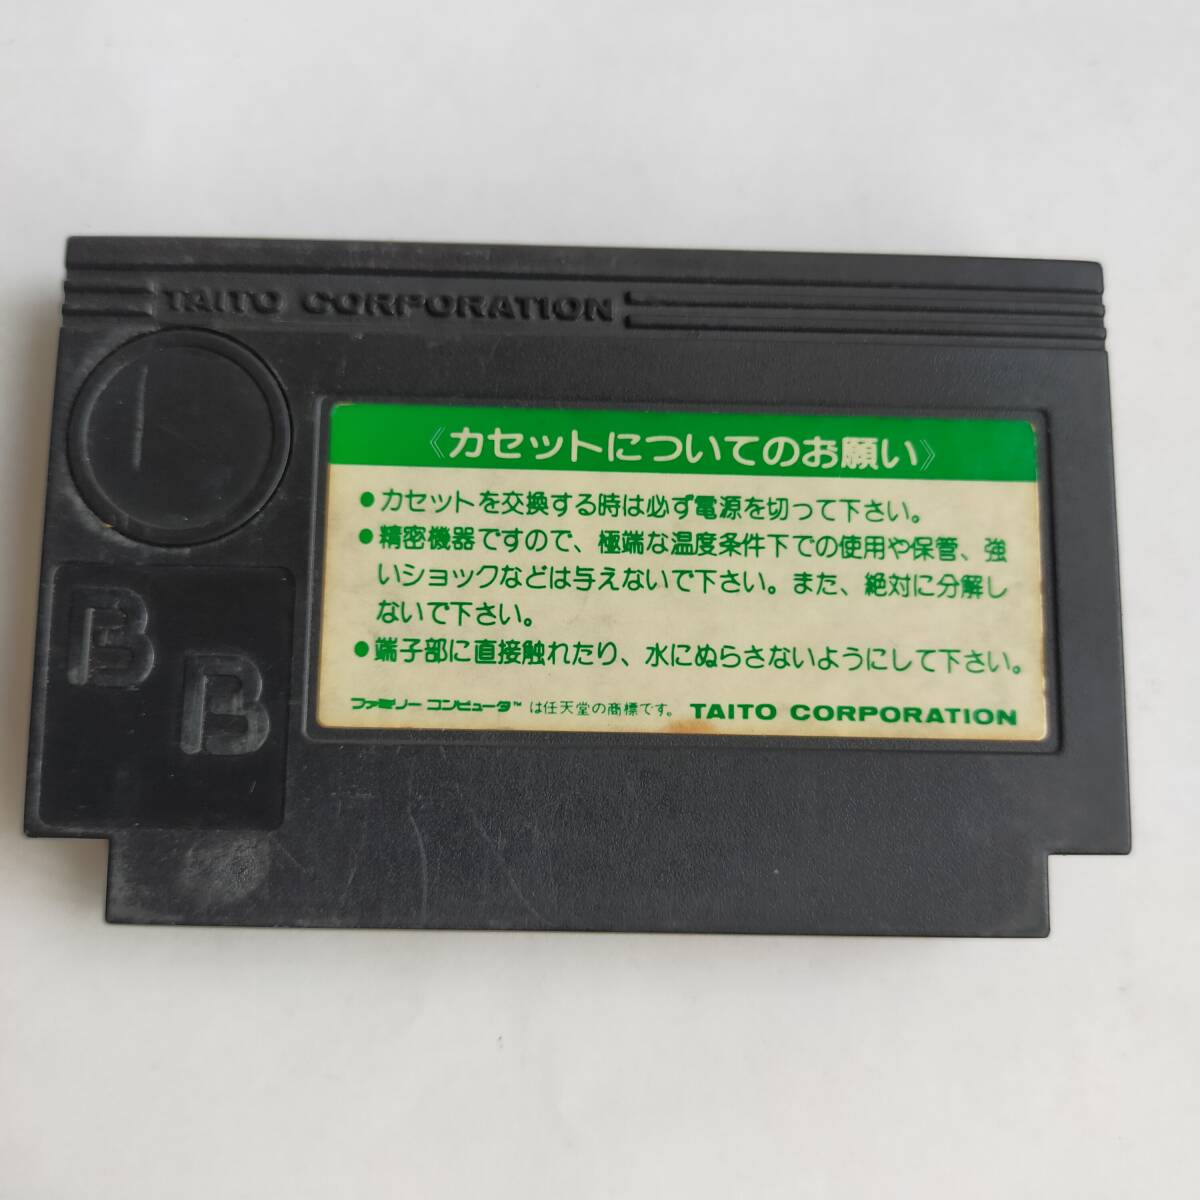 TAITO CORPORATION
《カセットについてのお願い》
●カセットを交換する時は必ず電源を切って下さい。
●精密機器ですので、極端な温度条件下での使用や保管、強
いショックなどは与えないで下さい。また、絶対に分解し
ないで下さい。
●端子部に直接触れたり、水にぬらさないようにして下さい。
ファミリーコンピュータ™は任天堂の商標です。 TAITO CORPORATION
B
B